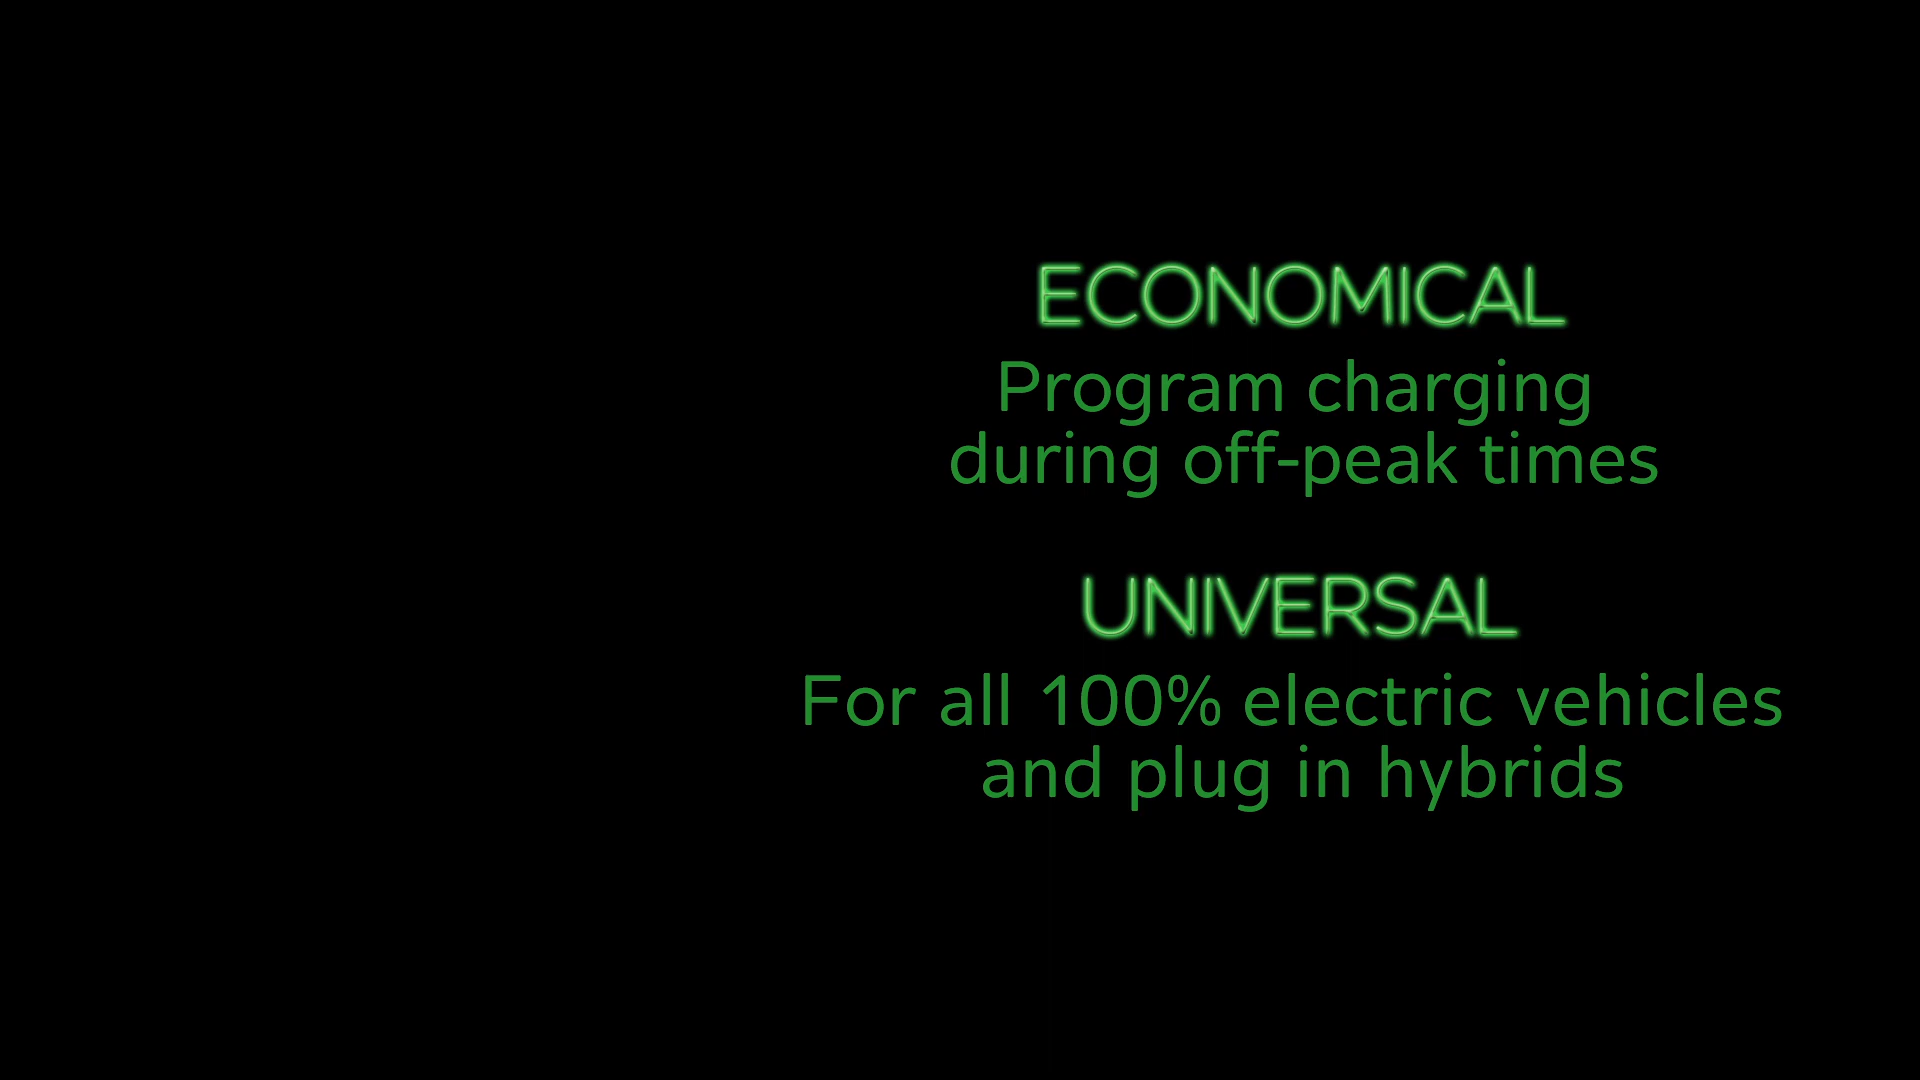 ECONOMICAL
Program charging
during off-peak times
UNIVERSAL
For all 100% electric vehicles
and plug in hybrids